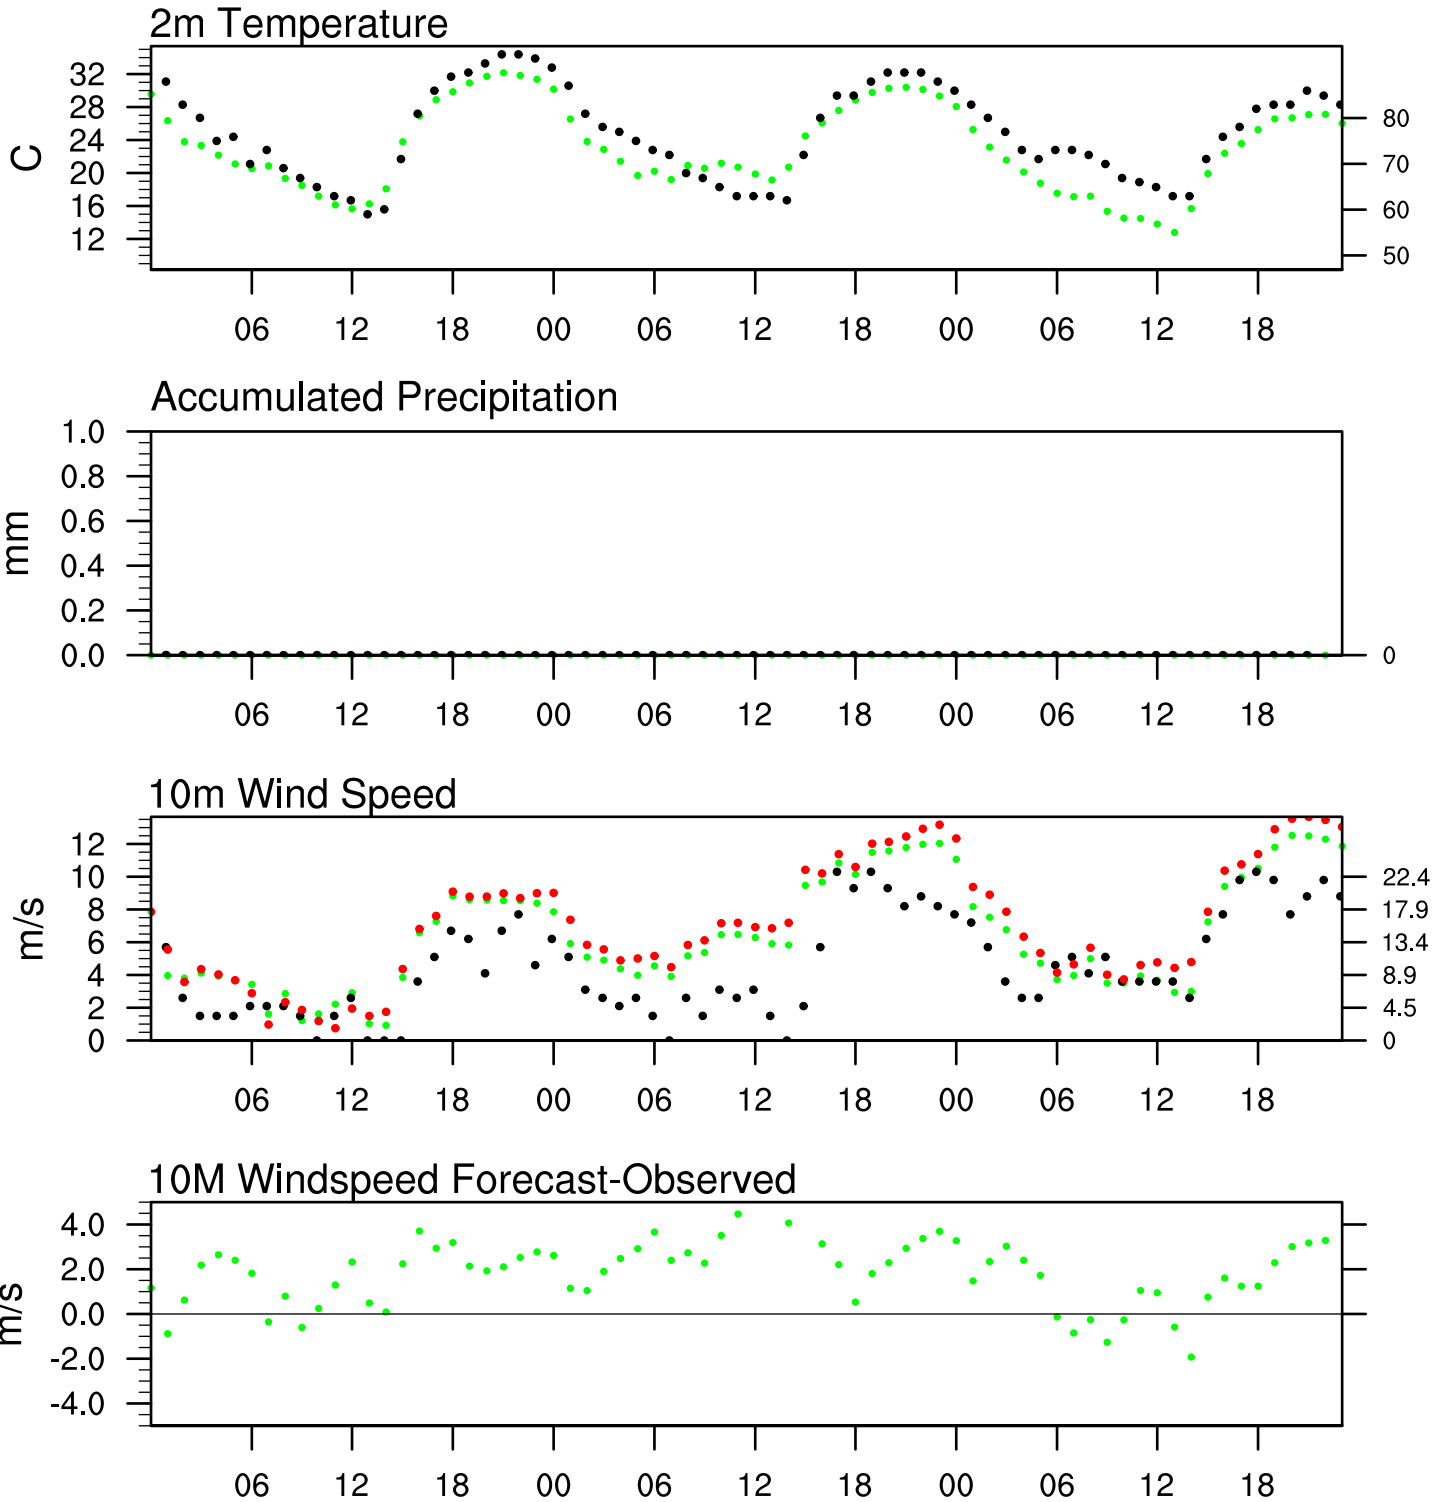 2m Temperature
32
28
24
20
16
12
C
80
70
60
50
06 12 18 00 06 12 18 00 06 12 18
Accumulated Precipitation
1.0
0.8
0.6
0.4
0.2
0.0
mm
0
06 12 18 00 06 12 18 00 06 12 18
10m Wind Speed
12
10
8
6
4
2
0
m/s
22.4
17.9
13.4
8.9
4.5
0
06 12 18 00 06 12 18 00 06 12 18
10M Windspeed Forecast-Observed
4.0
2.0
0.0
-2.0
-4.0
m/s
06 12 18 00 06 12 18 00 06 12 18